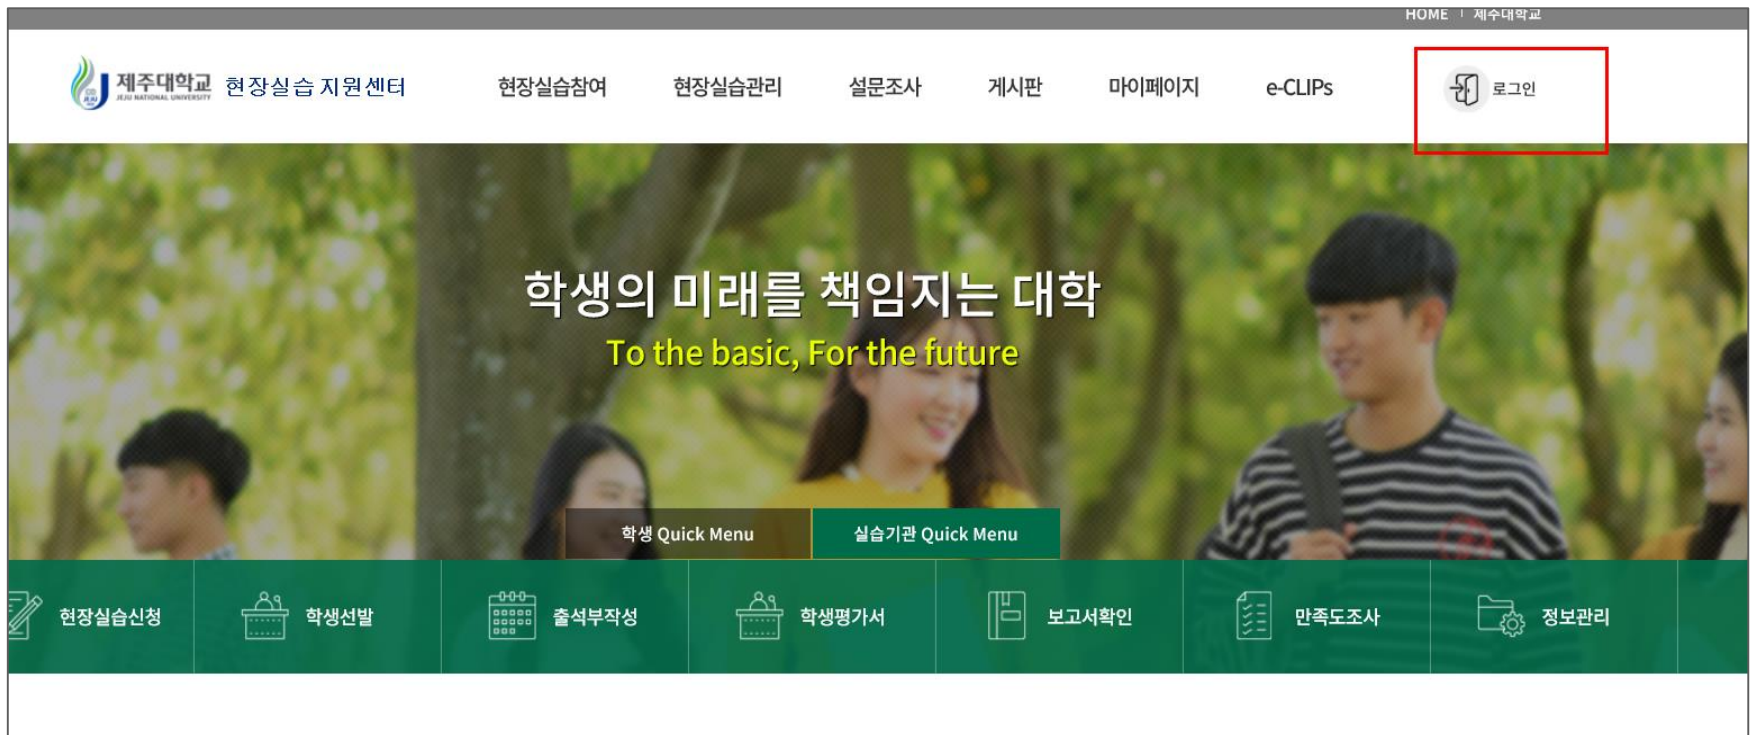 HOME | 제주대학교
제주대학교 현장실습지원센터 현장실습참여 현장실습관리 설문조사 게시판 마이페이지 e-CLIPs 로그인
JEJU NATIONAL UNIVERSITY
학생의 미래를 책임지는 대학
To the basic, For the future
학생 Quick Menu 실습기관 Quick Menu
현장실습신청 학생선발 출석부작성 학생평가서 보고서확인 만족도조사 정보관리